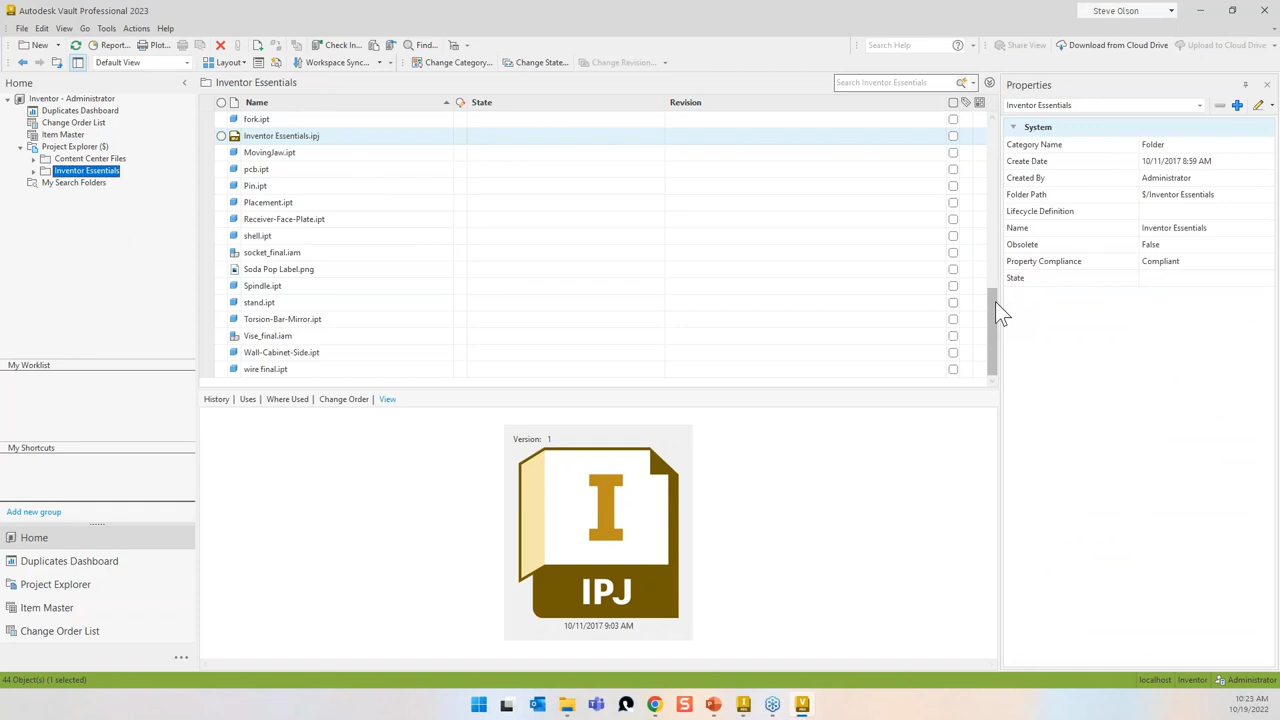 Autodesk Vault Professional 2023
Steve Olson
File Edit View Go Tools Actions Help
New Report... Plot... Check In... Find... Search Help Share View Download from Cloud Drive Upload to Cloud Drive
Default View Layout Workspace Sync... Change Category... Change State... Change Revision...
Home
Inventor - Administrator
Duplicates Dashboard
Change Order List
Item Master
Project Explorer ($)
Content Center Files
Inventor Essentials
My Search Folders
My Worklist
My Shortcuts
Add new group
Home
Duplicates Dashboard
Project Explorer
Item Master
Change Order List
Inventor Essentials
Search Inventor Essentials
Name State Revision
fork.ipt
Inventor Essentials.ipj
MovingJaw.ipt
pcb.ipt
Pin.ipt
Placement.ipt
Receiver-Face-Plate.ipt
shell.ipt
socket_final.iam
Soda Pop Label.png
Spindle.ipt
stand.ipt
Torsion-Bar-Mirror.ipt
Vise_final.iam
Wall-Cabinet-Side.ipt
wire final.ipt
History | Uses | Where Used | Change Order | View
Version: 1
I
IPJ
10/11/2017 9:03 AM
Properties
Inventor Essentials
System
Category Name Folder
Create Date 10/11/2017 8:59 AM
Created By Administrator
Folder Path $/Inventor Essentials
Lifecycle Definition
Name Inventor Essentials
Obsolete False
Property Compliance Compliant
State
44 Object(s) (1 selected)
localhost Inventor Administrator
10:23 AM
10/19/2022